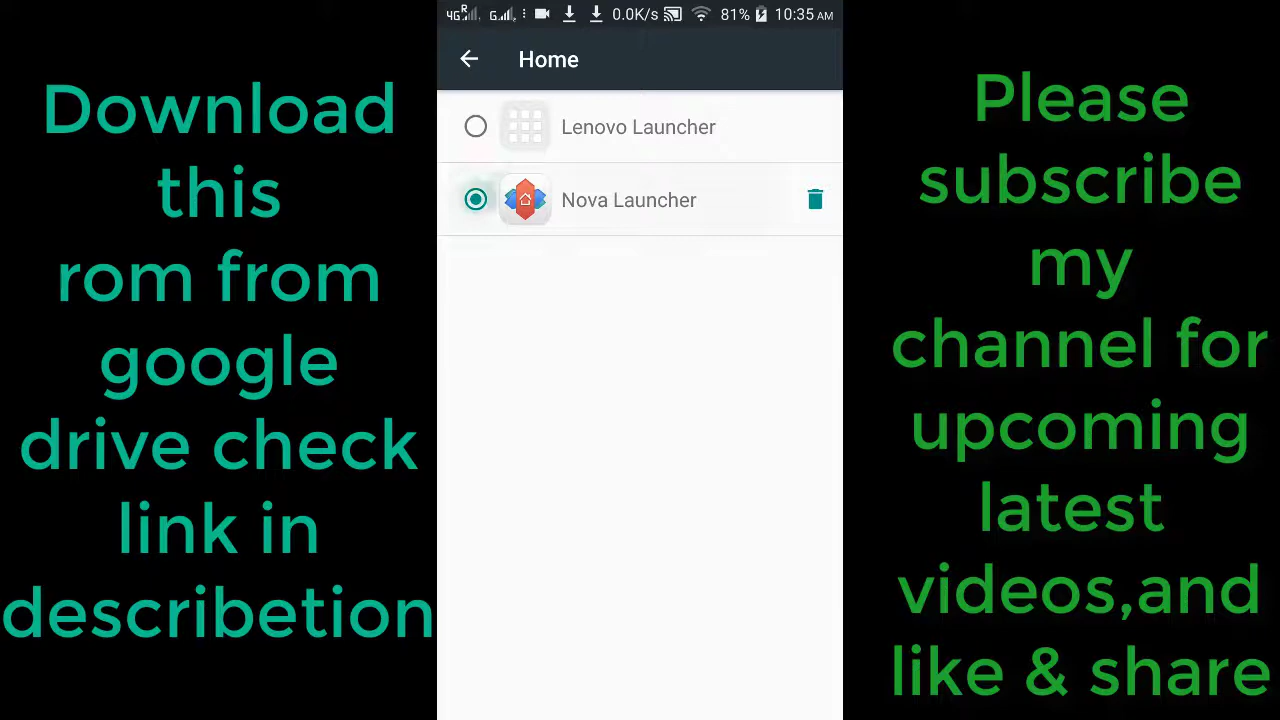 Download
this
rom from
google
drive check
link in
describetion
4G R G 0.0K/s 81% 10:35 AM
Home
Lenovo Launcher
Nova Launcher
Please
subscribe
my
channel for
upcoming
latest
videos,and
like & share